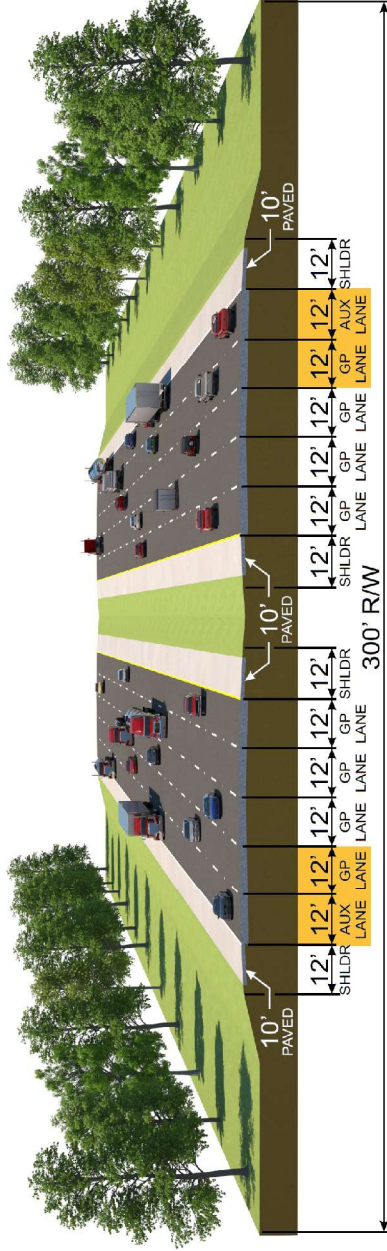 10' 10' 10'
PAVED PAVED PAVED
12' 12' 12' 12' 12' 12' 12' 12' 12' 12' 12' 12' 12' 12'
SHLDR AUX GP GP GP GP SHLDR SHLDR GP GP GP GP AUX SHLDR
LANE LANE LANE LANE LANE LANE LANE LANE LANE LANE
300' R/W